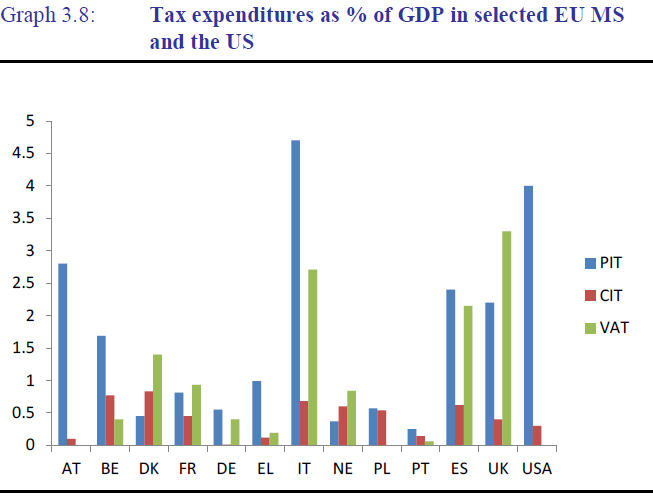 Graph 3.8: Tax expenditures as % of GDP in selected EU MS
and the US
5
4.5
4
3.5
3
2.5
2
1.5
1
0.5
0
AT BE DK FR DE EL IT NE PL PT ES UK USA
PIT
CIT
VAT